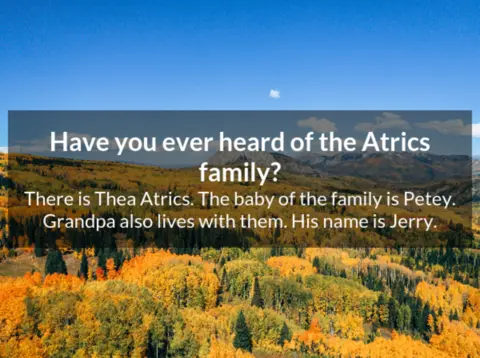 Have you ever heard of the Atrics
family?
There is Thea Atrics. The baby of the family is Petey.
Grandpa also lives with them. His name is Jerry.